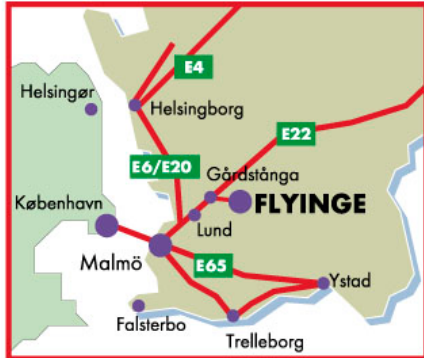 E4
Helsingør
Helsingborg
E22
E6/E20
Gårdstånga
København
FLYINGE
Lund
Malmö
E65
Ystad
Falsterbo
Trelleborg